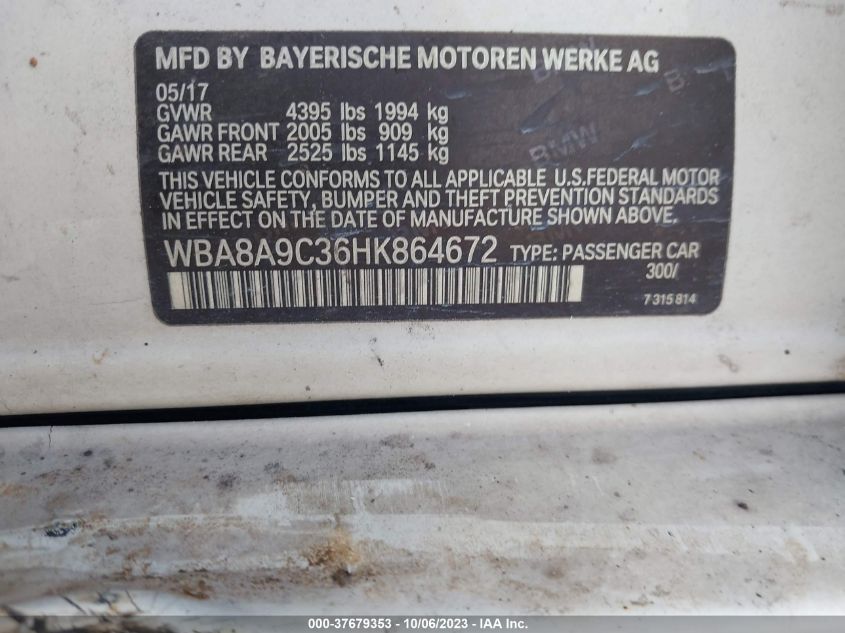 MFD BY BAYERISCHE MOTOREN WERKE AG
05/17
GVWR 4395 lbs 1994 kg
GAWR FRONT 2005 lbs 909 kg
GAWR REAR 2525 lbs 1145 kg
THIS VEHICLE CONFORMS TO ALL APPLICABLE U.S.FEDERAL MOTOR
VEHICLE SAFETY, BUMPER AND THEFT PREVENTION STANDARDS
IN EFFECT ON THE DATE OF MANUFACTURE SHOWN ABOVE.
WBA8A9C36HK864672 TYPE: PASSENGER CAR
300/
7 315 814
BMW
BMW
000-37679353 - 10/06/2023 - IAA Inc.